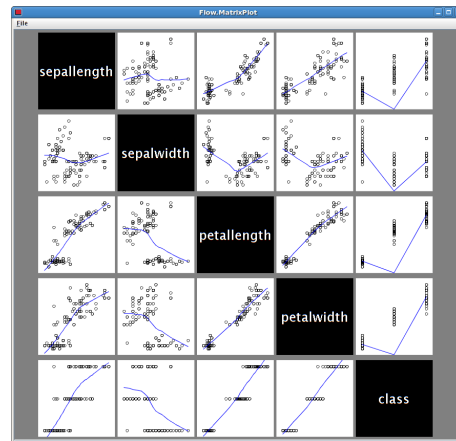 Flow.MatrixPlot
File
sepallength
sepalwidth
petallength
petalwidth
class